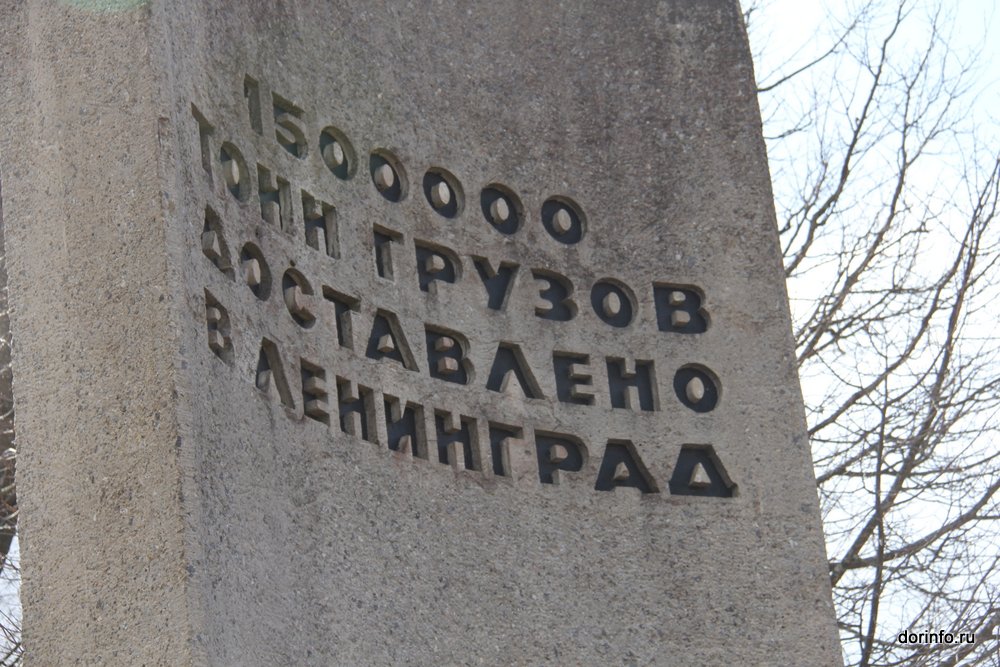 1500000
ТОНН ГРУЗОВ
ДОСТАВЛЕНО
В ЛЕНИНГРАД
dorinfo.ru